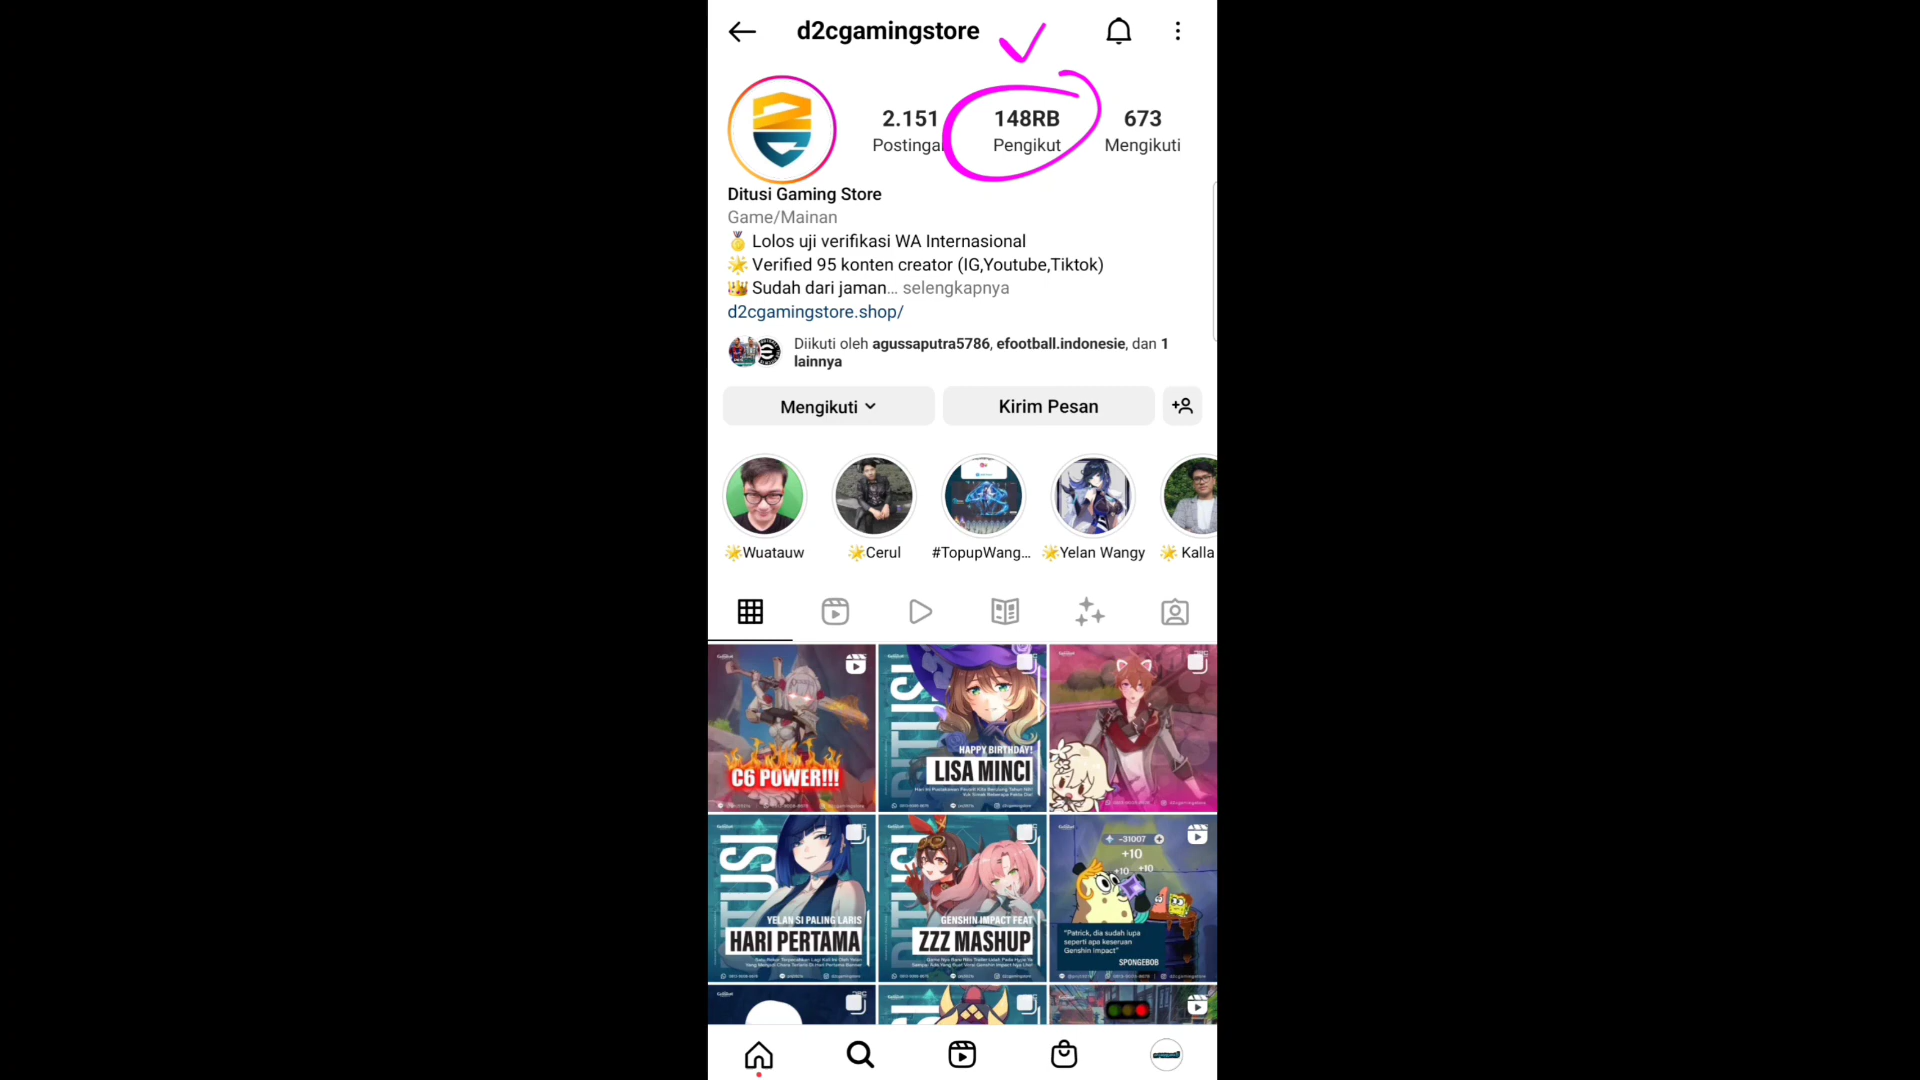 d2cgamingstore
2.151
Postingan
148RB
Pengikut
673
Mengikuti
Ditusi Gaming Store
Game/Mainan
🏅 Lolos uji verifikasi WA Internasional
🌟 Verified 95 konten creator (IG,Youtube,Tiktok)
👑 Sudah dari jaman... selengkapnya
d2cgamingstore.shop/
Diikuti oleh agussaputra5786, efootball.indonesie, dan 1
lainnya
Mengikuti
Kirim Pesan
🌟Wuatauw
🌟Cerul
#TopupWang...
🌟Yelan Wangy
🌟 Kalla
C6 POWER!!!
DITUSI
HAPPY BIRTHDAY!
LISA MINCI
DITUSI
YELAN SI PALING LARIS
HARI PERTAMA
DITUSI
GENSHIN IMPACT FEAT
ZZZ MASHUP
-31007
+10
+10
+10
"Patrick, dia sudah lupa
seperti apa keseruan
Genshin Impact"
SPONGEBOB